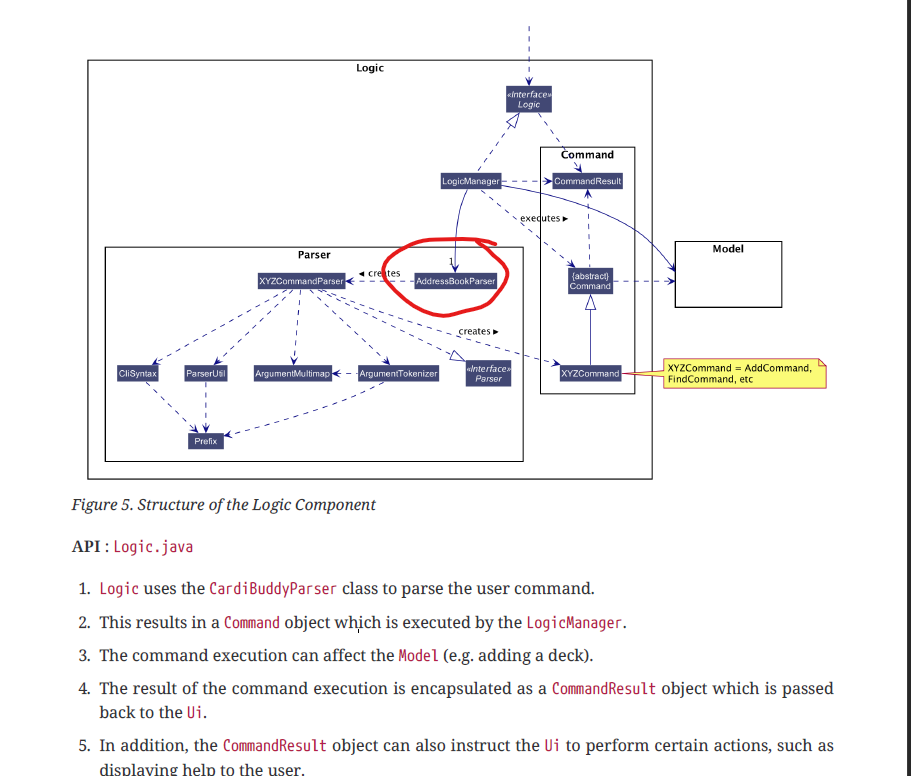 Logic
«Interface»
Logic
Command
LogicManager
CommandResult
executes ►
Model
Parser
1
XYZCommandParser
◄ creates
AddressBookParser
{abstract}
Command
creates ►
CliSyntax
ParserUtil
ArgumentMultimap
ArgumentTokenizer
«Interface»
Parser
XYZCommand
XYZCommand = AddCommand,
FindCommand, etc
Prefix
Figure 5. Structure of the Logic Component
API : Logic.java
1. Logic uses the CardiBuddyParser class to parse the user command.
2. This results in a Command object which is executed by the LogicManager.
3. The command execution can affect the Model (e.g. adding a deck).
4. The result of the command execution is encapsulated as a CommandResult object which is passed
back to the Ui.
5. In addition, the CommandResult object can also instruct the Ui to perform certain actions, such as
displaying help to the user.